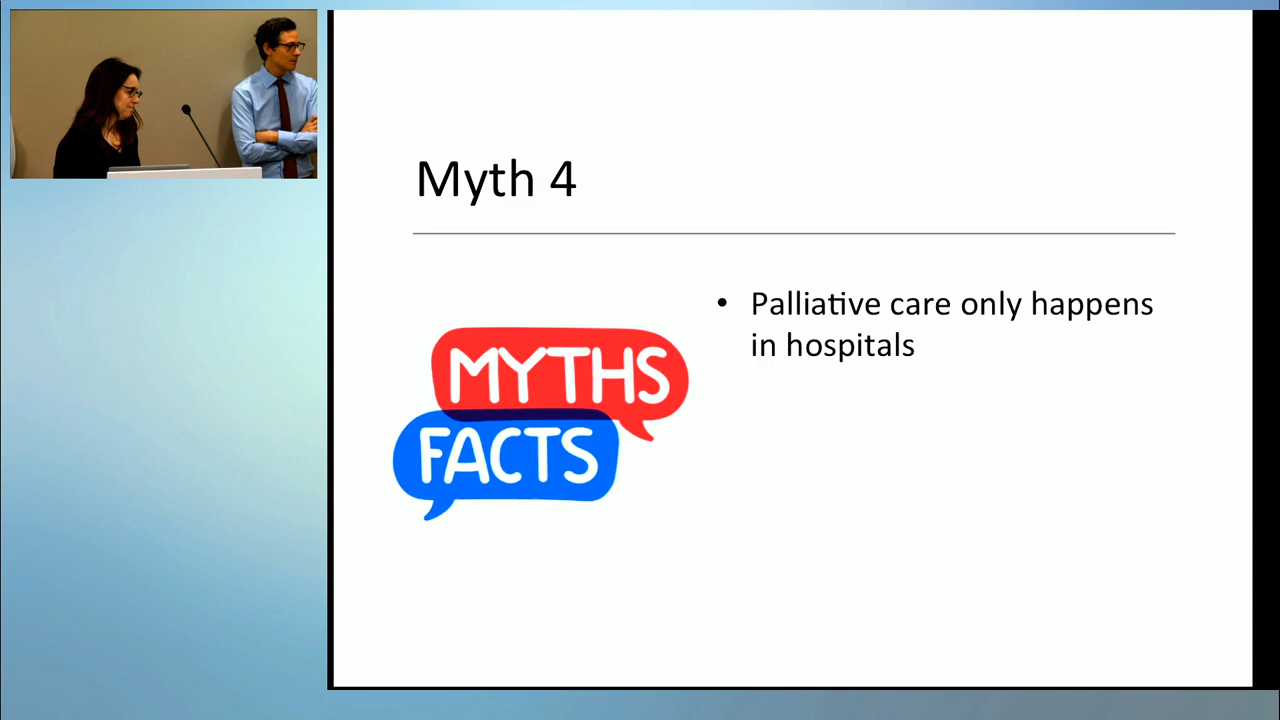 Myth 4
• Palliative care only happens
in hospitals
MYTHS
FACTS